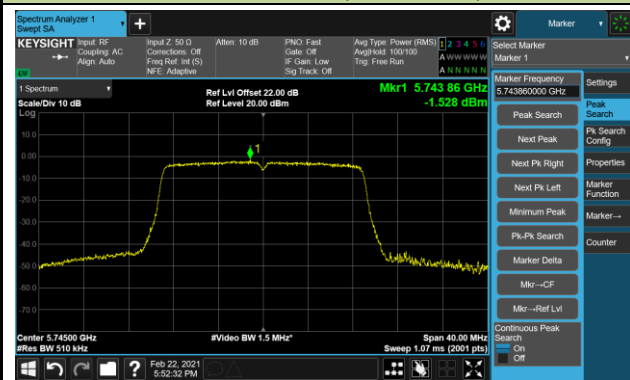 Spectrum Analyzer 1
Swept SA
Marker
KEYSIGHT
Input: RF
Coupling: AC
Align: Auto
Input Z: 50 Ω
Corrections: Off
Freq Ref: Int (S)
NFE: Adaptive
Atten: 10 dB
PNO: Fast
Gate: Off
IF Gain: Low
Sig Track: Off
Avg Type: Power (RMS)
Avg|Hold: 100/100
Trig: Free Run
1 2 3 4 5 6
A W W W W W
A N N N N N
Select Marker
Marker 1
1 Spectrum
Scale/Div 10 dB
Log
Ref Lvl Offset 22.00 dB
Ref Level 20.00 dBm
Mkr1 5.743 86 GHz
-1.528 dBm
10.0
0.00
-10.0
-20.0
-30.0
-40.0
-50.0
-60.0
-70.0
1
Center 5.74500 GHz
#Res BW 510 kHz
#Video BW 1.5 MHz*
Span 40.00 MHz
Sweep 1.07 ms (2001 pts)
Marker Frequency
5.743860000 GHz
Peak Search
Next Peak
Next Pk Right
Next Pk Left
Minimum Peak
Pk-Pk Search
Marker Delta
Mkr→CF
Mkr→Ref Lvl
Continuous Peak
Search
On
Off
Settings
Peak
Search
Pk Search
Config
Properties
Marker
Function
Marker→
Counter
Feb 22, 2021
5:52:32 PM